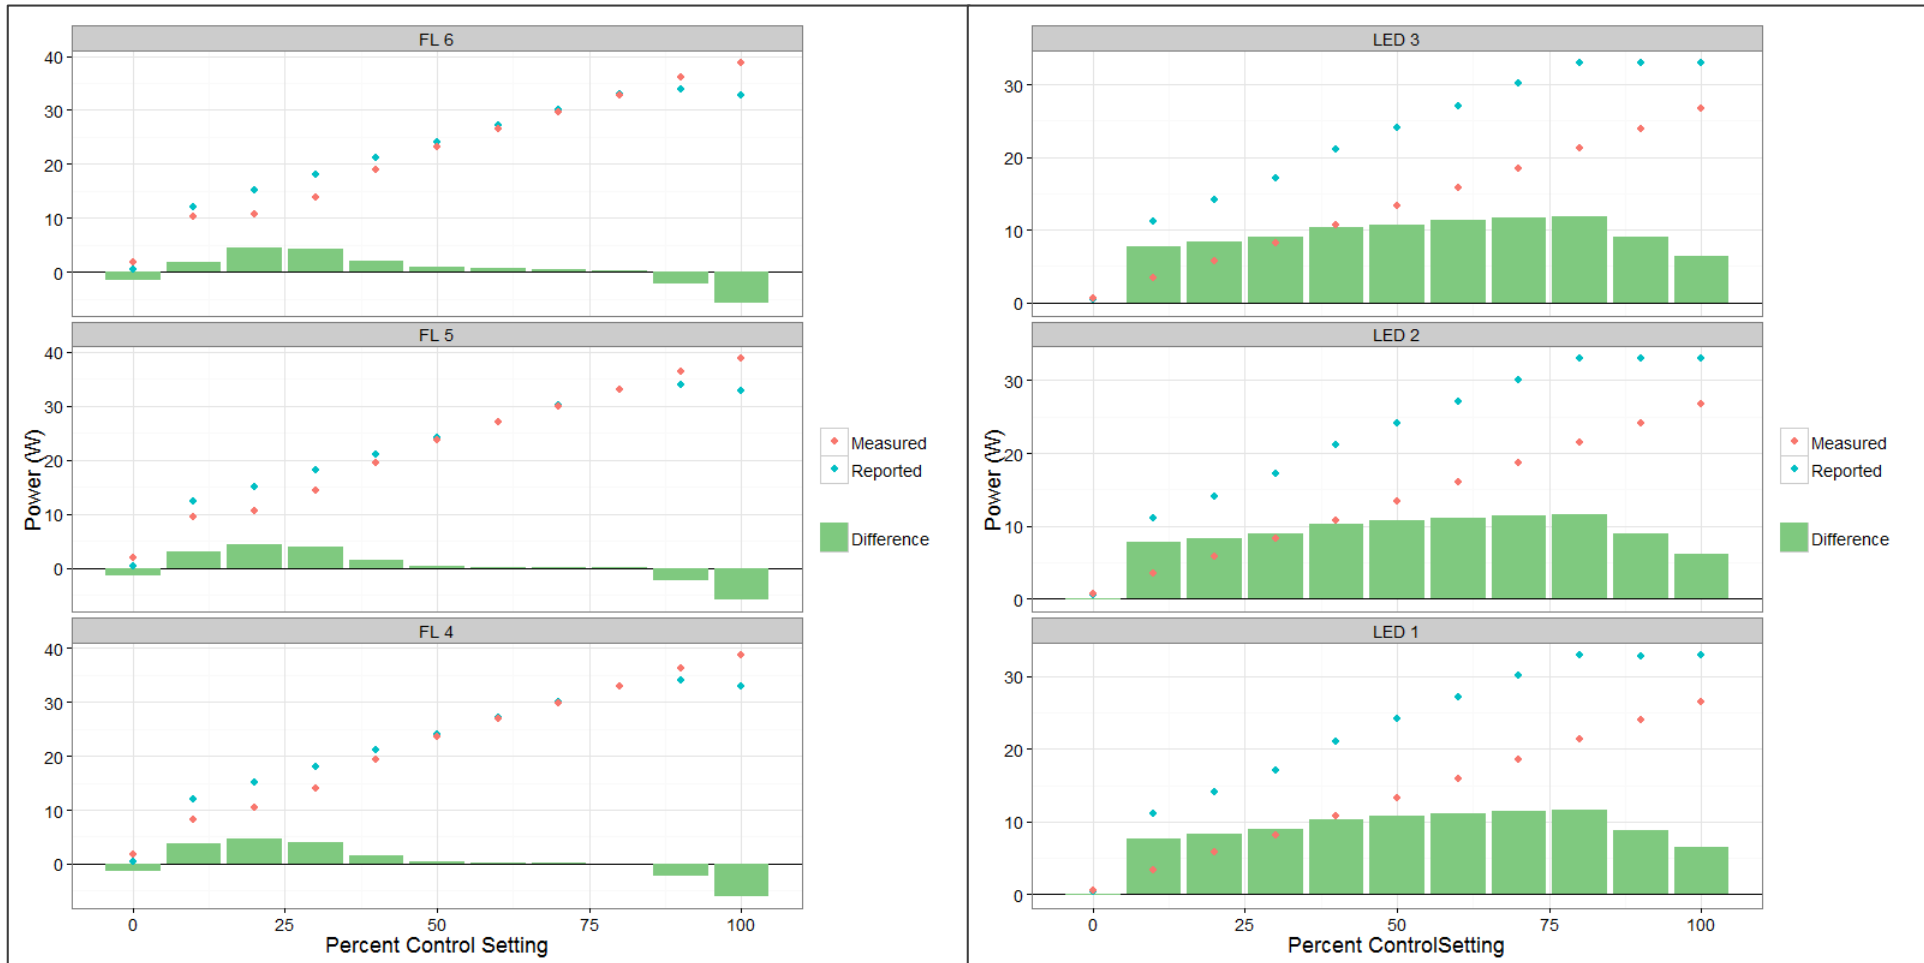 FL 6
40
30
20
10
0
FL 5
40
30
20
10
0
FL 4
40
30
20
10
0
0 25 50 75 100
Percent Control Setting
Power (W)
Measured
Reported
Difference
LED 3
30
20
10
0
LED 2
30
20
10
0
LED 1
30
20
10
0
0 25 50 75 100
Percent ControlSetting
Power (W)
Measured
Reported
Difference